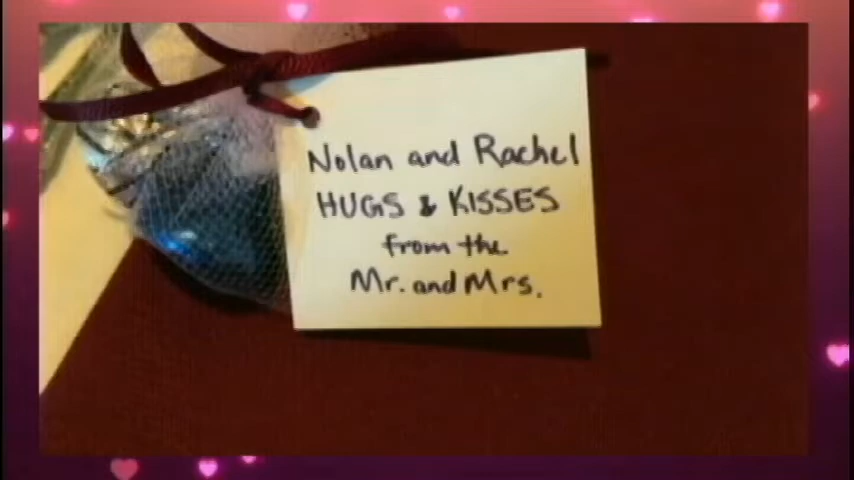 Nolan and Rachel
HUGS & KISSES
from the
Mr. and Mrs.